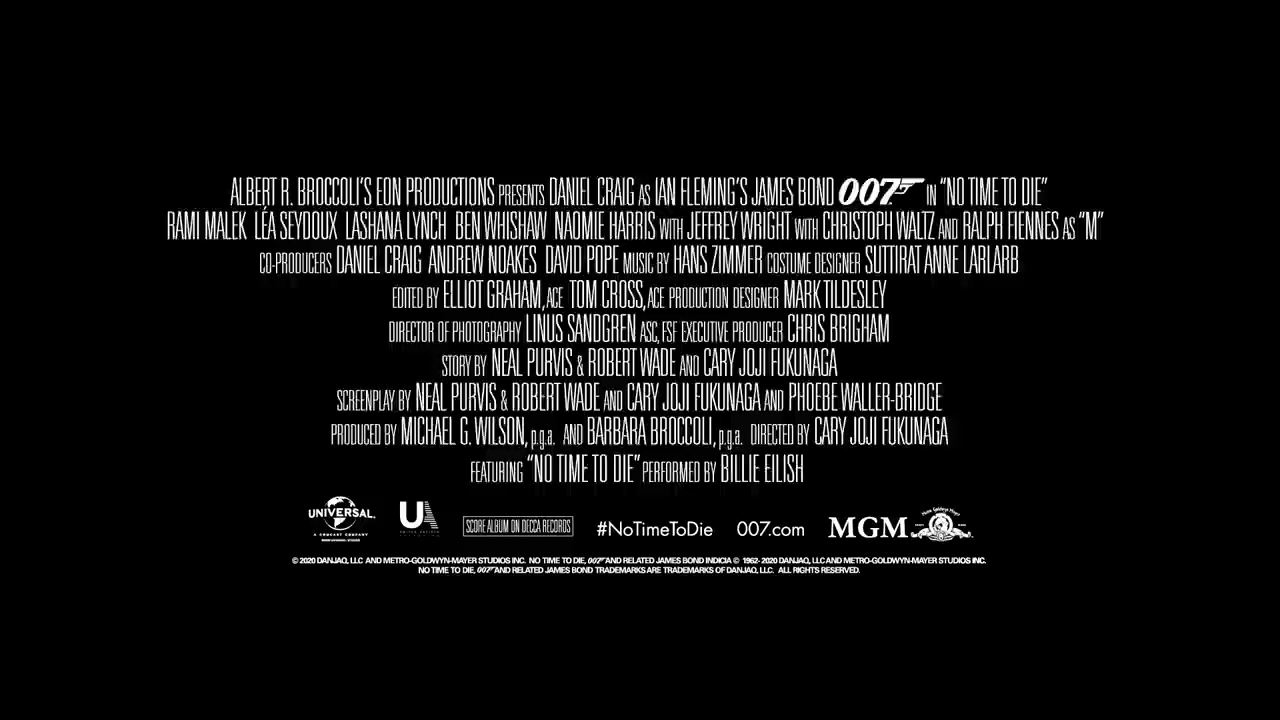 ALBERT R. BROCCOLI'S EON PRODUCTIONS PRESENTS DANIEL CRAIG AS IAN FLEMING'S JAMES BOND 007 IN "NO TIME TO DIE"
RAMI MALEK LÉA SEYDOUX LASHANA LYNCH BEN WHISHAW NAOMIE HARRIS WITH JEFFREY WRIGHT WITH CHRISTOPH WALTZ AND RALPH FIENNES AS "M"
CO-PRODUCERS DANIEL CRAIG ANDREW NOAKES DAVID POPE MUSIC BY HANS ZIMMER COSTUME DESIGNER SUTTIRAT ANNE LARLARB
EDITED BY ELLIOT GRAHAM, ACE TOM CROSS, ACE PRODUCTION DESIGNER MARK TILDESLEY
DIRECTOR OF PHOTOGRAPHY LINUS SANDGREN ASC, FSF EXECUTIVE PRODUCER CHRIS BRIGHAM
STORY BY NEAL PURVIS & ROBERT WADE AND CARY JOJI FUKUNAGA
SCREENPLAY BY NEAL PURVIS & ROBERT WADE AND CARY JOJI FUKUNAGA AND PHOEBE WALLER-BRIDGE
PRODUCED BY MICHAEL G. WILSON, p.g.a. AND BARBARA BROCCOLI, p.g.a. DIRECTED BY CARY JOJI FUKUNAGA
FEATURING "NO TIME TO DIE" PERFORMED BY BILLIE EILISH
UNIVERSAL
A COMCAST COMPANY
UA
SCORE ALBUM ON DECCA RECORDS
#NoTimeToDie
007.com
MGM
© 2020 DANJAQ, LLC AND METRO-GOLDWYN-MAYER STUDIOS INC. NO TIME TO DIE, 007 AND RELATED JAMES BOND INDICIA © 1962-2020 DANJAQ, LLC AND METRO-GOLDWYN-MAYER STUDIOS INC.
NO TIME TO DIE, 007 AND RELATED JAMES BOND TRADEMARKS ARE TRADEMARKS OF DANJAQ, LLC. ALL RIGHTS RESERVED.